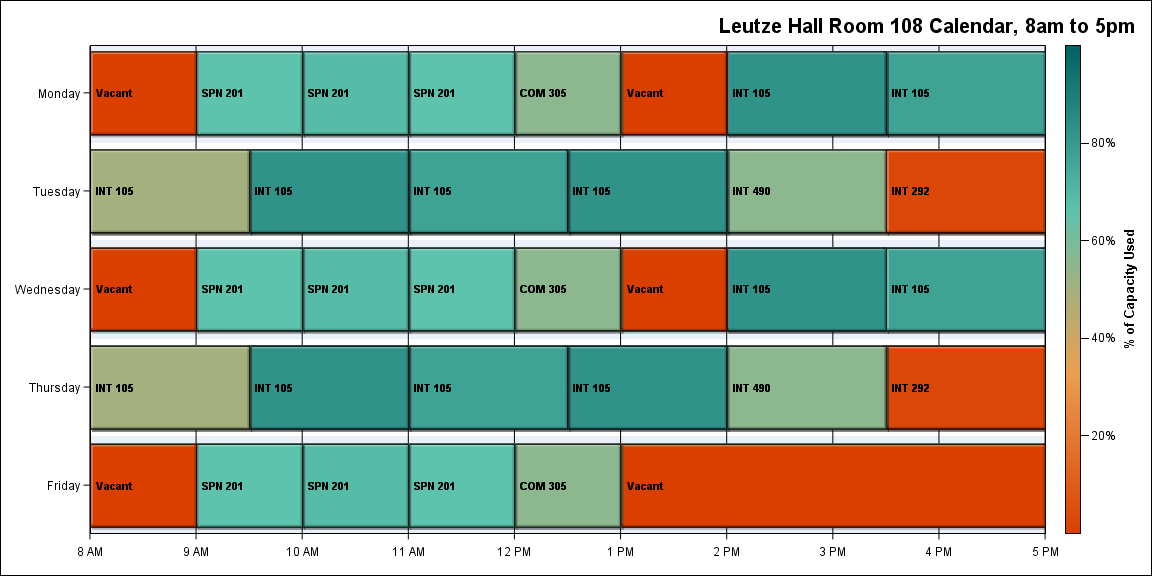 Leutze Hall Room 108 Calendar, 8am to 5pm
Monday
Vacant
SPN 201
SPN 201
SPN 201
COM 305
Vacant
INT 105
INT 105
Tuesday
INT 105
INT 105
INT 105
INT 105
INT 490
INT 292
Wednesday
Vacant
SPN 201
SPN 201
SPN 201
COM 305
Vacant
INT 105
INT 105
Thursday
INT 105
INT 105
INT 105
INT 105
INT 490
INT 292
Friday
Vacant
SPN 201
SPN 201
SPN 201
COM 305
Vacant
8 AM
9 AM
10 AM
11 AM
12 PM
1 PM
2 PM
3 PM
4 PM
5 PM
80%
60%
40%
20%
% of Capacity Used